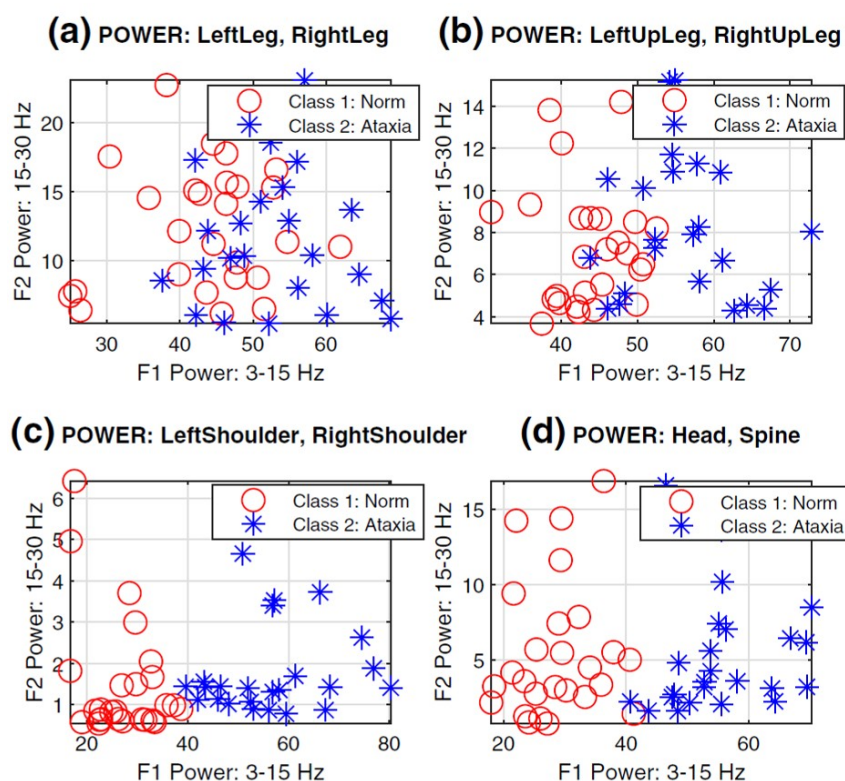 (a) POWER: LeftLeg, RightLeg
Class 1: Norm
Class 2: Ataxia
20
15
10
F2 Power: 15-30 Hz
30 40 50 60
F1 Power: 3-15 Hz
(b) POWER: LeftUpLeg, RightUpLeg
Class 1: Norm
Class 2: Ataxia
14
12
10
8
6
4
F2 Power: 15-30 Hz
40 50 60 70
F1 Power: 3-15 Hz
(c) POWER: LeftShoulder, RightShoulder
Class 1: Norm
Class 2: Ataxia
6
5
4
3
2
1
F2 Power: 15-30 Hz
20 40 60 80
F1 Power: 3-15 Hz
(d) POWER: Head, Spine
Class 1: Norm
Class 2: Ataxia
15
10
5
F2 Power: 15-30 Hz
20 40 60
F1 Power: 3-15 Hz